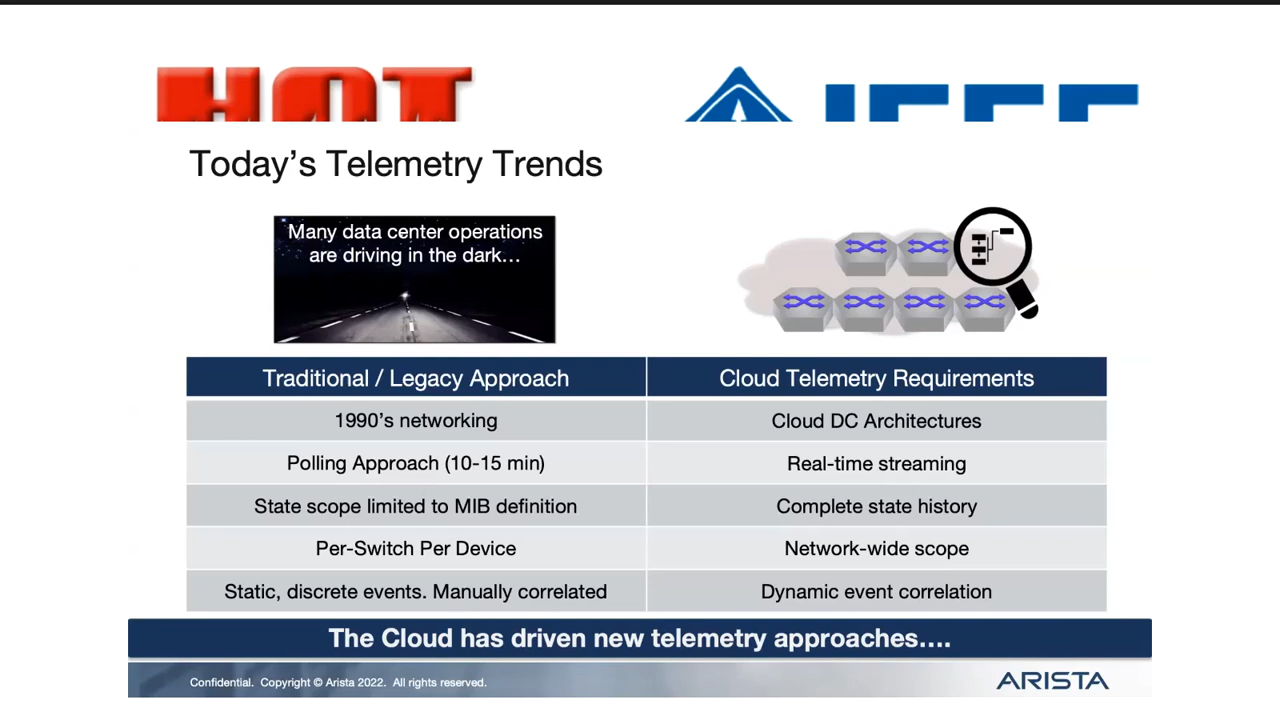 HOT
IEEE
Today's Telemetry Trends
Many data center operations
are driving in the dark...
Traditional / Legacy Approach
Cloud Telemetry Requirements
1990's networking
Cloud DC Architectures
Polling Approach (10-15 min)
Real-time streaming
State scope limited to MIB definition
Complete state history
Per-Switch Per Device
Network-wide scope
Static, discrete events. Manually correlated
Dynamic event correlation
The Cloud has driven new telemetry approaches....
Confidential. Copyright © Arista 2022. All rights reserved.
ARISTA